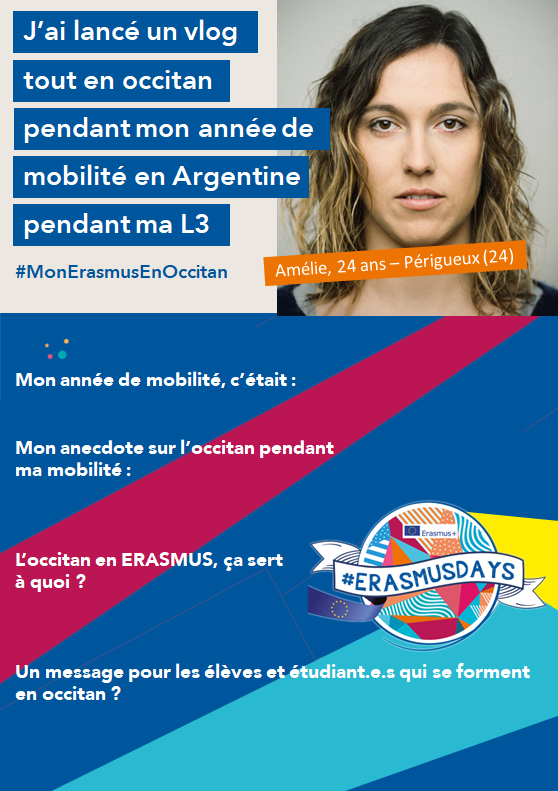 J'ai lancé un vlog
tout en occitan
pendant mon année de
mobilité en Argentine
pendant ma L3
#MonErasmusEnOccitan
Amélie, 24 ans – Périgueux (24)
Mon année de mobilité, c'était :
Mon anecdote sur l'occitan pendant
ma mobilité :
L'occitan en ERASMUS, ça sert
à quoi ?
Erasmus+
#ERASMUSDAYS
Un message pour les élèves et étudiant.e.s qui se forment
en occitan ?